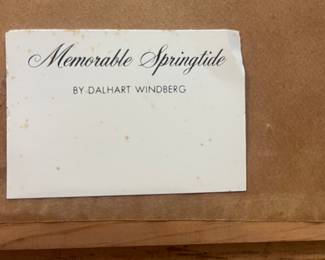 Memorable Springtide
BY DALHART WINDBERG